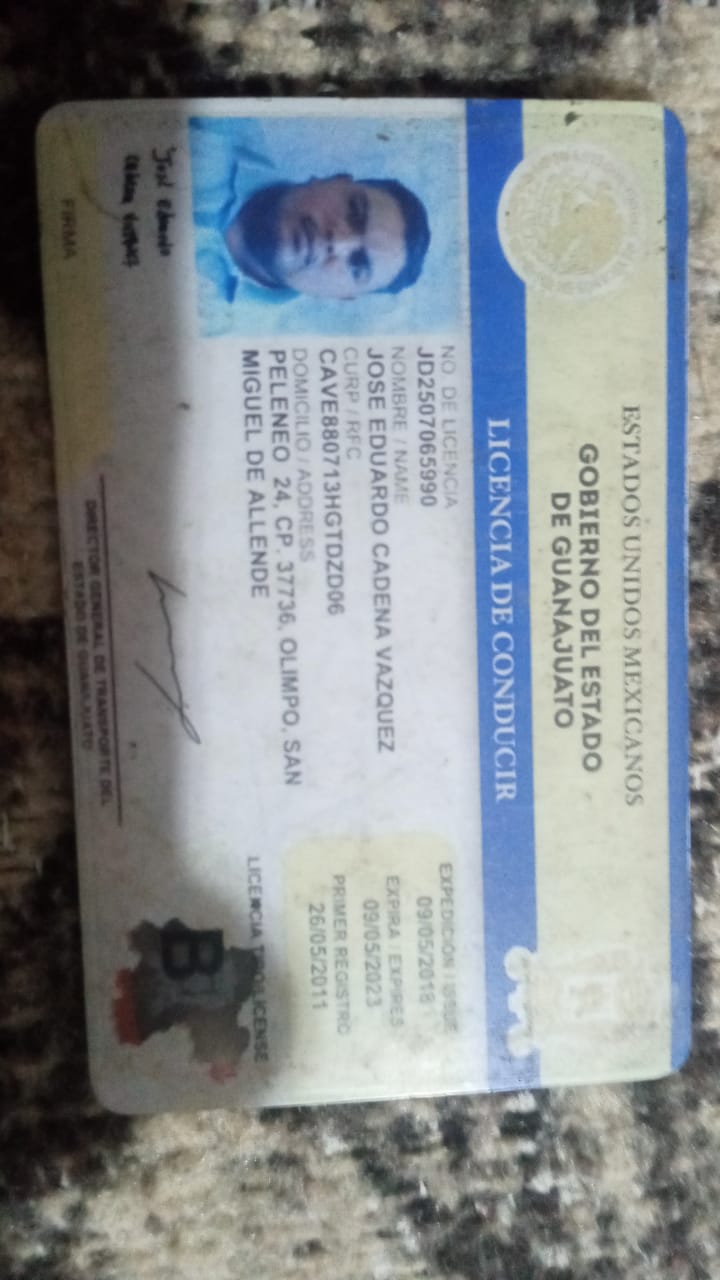 ESTADOS UNIDOS MEXICANOS
GOBIERNO DEL ESTADO
DE GUANAJUATO
LICENCIA DE CONDUCIR
NO. DE LICENCIA
JD2507065990
NOMBRE / NAME
JOSE EDUARDO CADENA VAZQUEZ
CURP / RFC
CAVE880713HGTDZD06
DOMICILIO / ADDRESS
PELENEO 24, CP. 37736, OLIMPO, SAN
MIGUEL DE ALLENDE
EXPEDICIÓN / ISSUE
09/05/2018
EXPIRA / EXPIRES
09/05/2023
PRIMER REGISTRO
26/05/2011
LICENCIA TIPO/LICENSE
B
José Eduardo
Cadena Vazquez
FIRMA
DIRECTOR GENERAL DE TRANSPORTE DEL
ESTADO DE GUANAJUATO